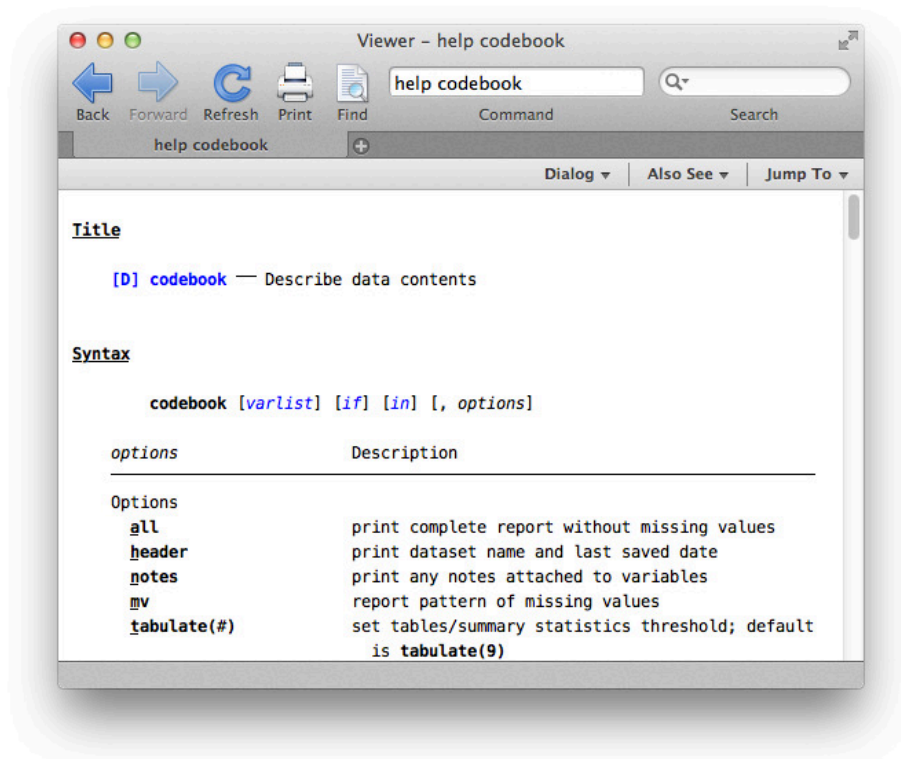 Viewer – help codebook
help codebook
Back Forward Refresh Print Find Command Search
help codebook
Dialog ▾ Also See ▾ Jump To ▾
Title
[D] codebook — Describe data contents
Syntax
codebook [varlist] [if] [in] [, options]
options Description
Options
all print complete report without missing values
header print dataset name and last saved date
notes print any notes attached to variables
mv report pattern of missing values
tabulate(#) set tables/summary statistics threshold; default
is tabulate(9)